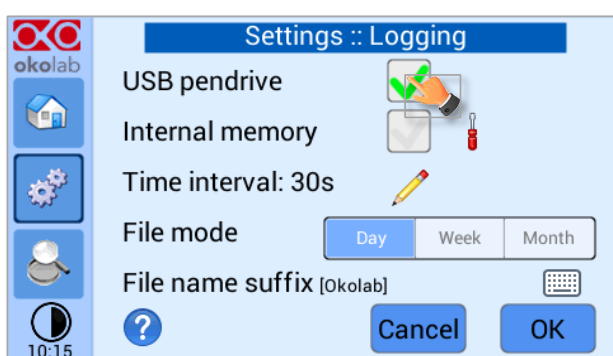 Settings :: Logging
okolab
USB pendrive
Internal memory
Time interval: 30s
File mode
Day Week Month
File name suffix [Okolab]
?
Cancel OK
10:15